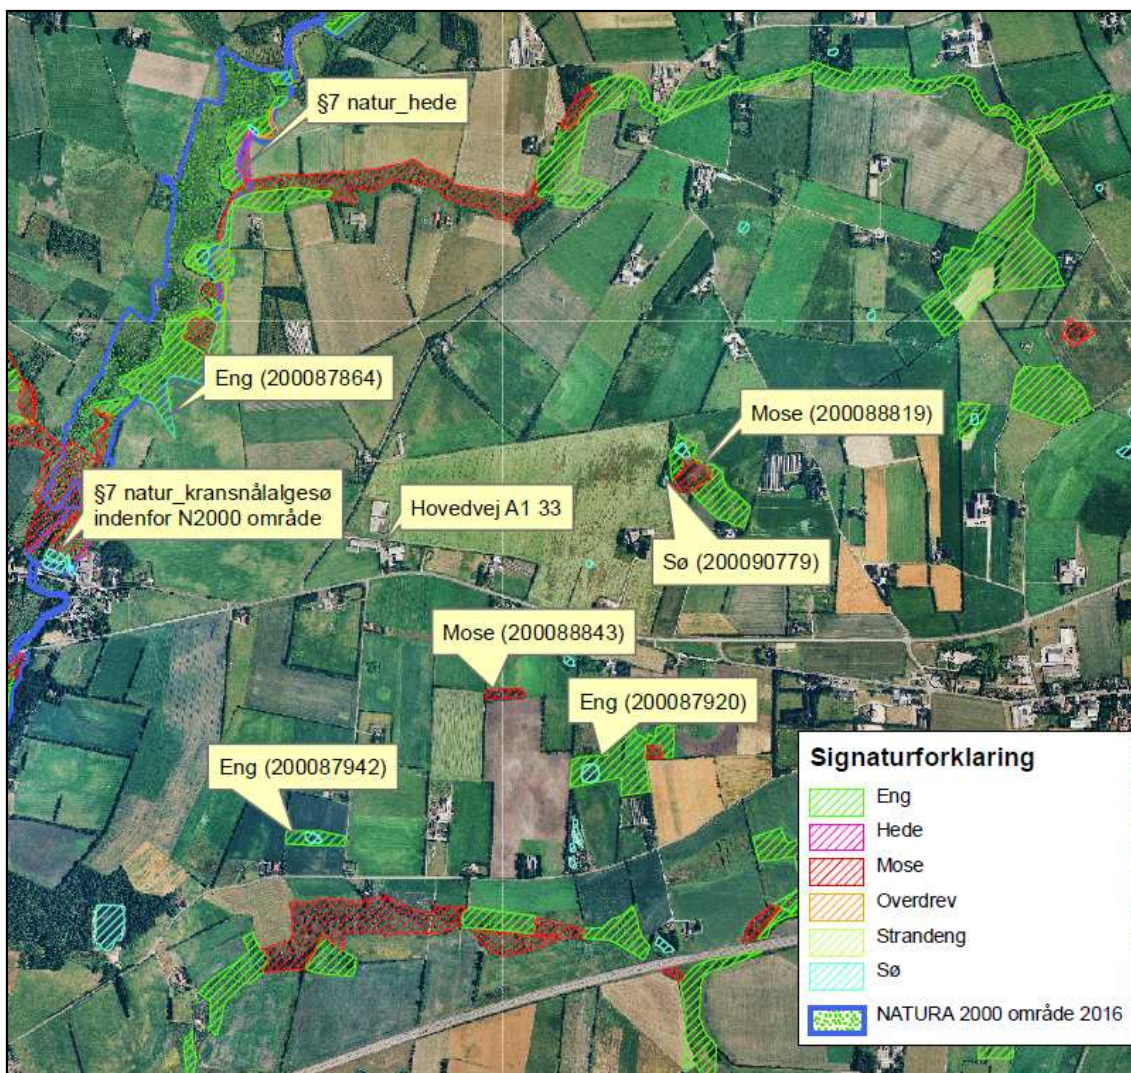 §7 natur_hede
Eng (200087864)
Mose (200088819)
§7 natur_kransnålalgesø
indenfor N2000 område
Hovedvej A1 33
Sø (200090779)
Mose (200088843)
Eng (200087920)
Eng (200087942)
Signaturforklaring
Eng
Hede
Mose
Overdrev
Strandeng
Sø
NATURA 2000 område 2016